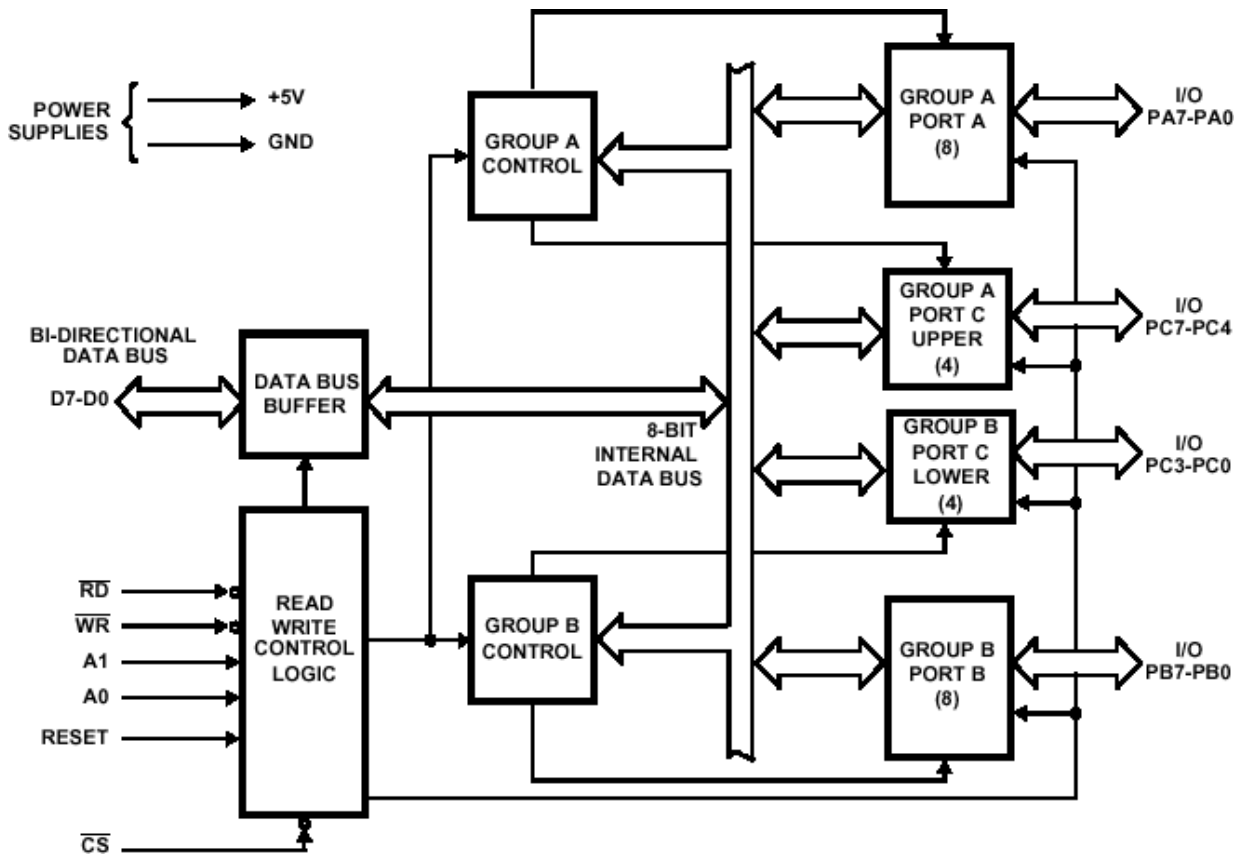 POWER
SUPPLIES
+5V
GND
GROUP A
CONTROL
GROUP A
PORT A
(8)
I/O
PA7-PA0
GROUP A
PORT C
UPPER
(4)
I/O
PC7-PC4
BI-DIRECTIONAL
DATA BUS
D7-D0
DATA BUS
BUFFER
8-BIT
INTERNAL
DATA BUS
GROUP B
PORT C
LOWER
(4)
I/O
PC3-PC0
RD
WR
A1
A0
RESET
CS
READ
WRITE
CONTROL
LOGIC
GROUP B
CONTROL
GROUP B
PORT B
(8)
I/O
PB7-PB0